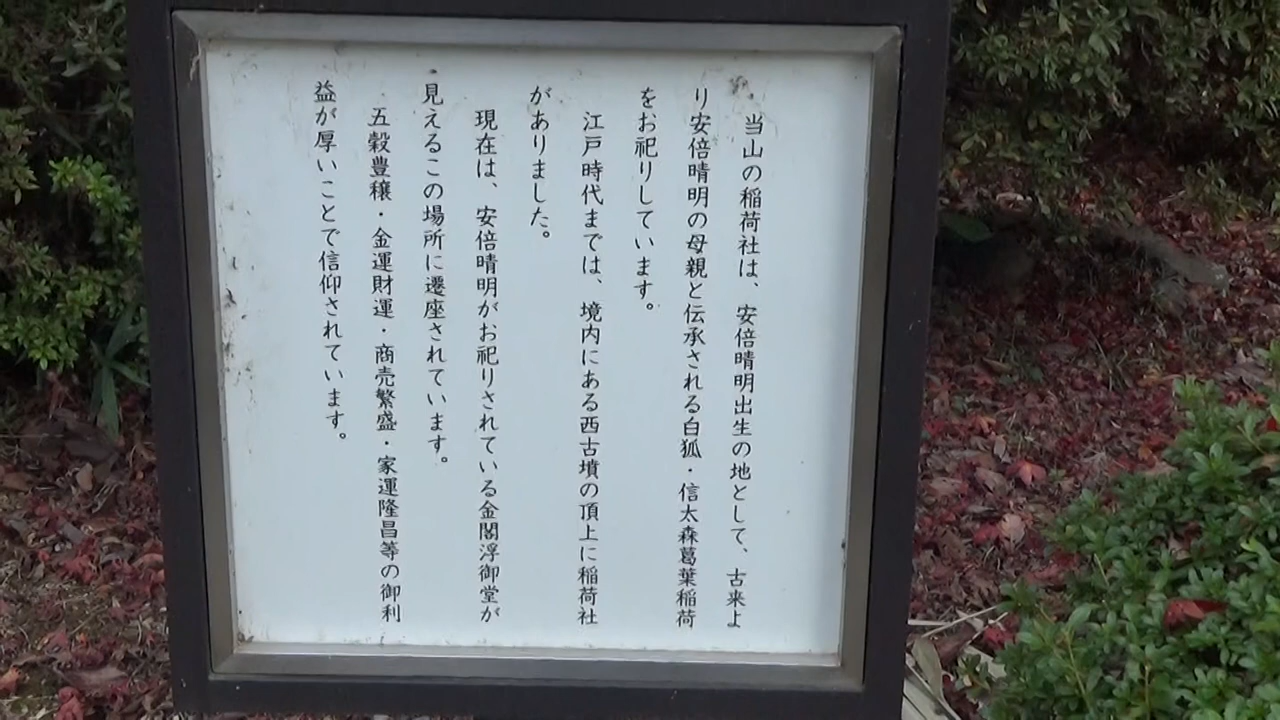 当山の稲荷社は、安倍晴明出生の地として、古来よ
り安倍晴明の母親と伝承される白狐・信太森葛葉稲荷
をお祀りしています。
江戸時代までは、境内にある西古墳の頂上に稲荷社
がありました。
現在は、安倍晴明がお祀りされている金閣浮御堂が
見えるこの場所に遷座されています。
五穀豊穣・金運財運・商売繁盛・家運隆昌等の御利
益が厚いことで信仰されています。